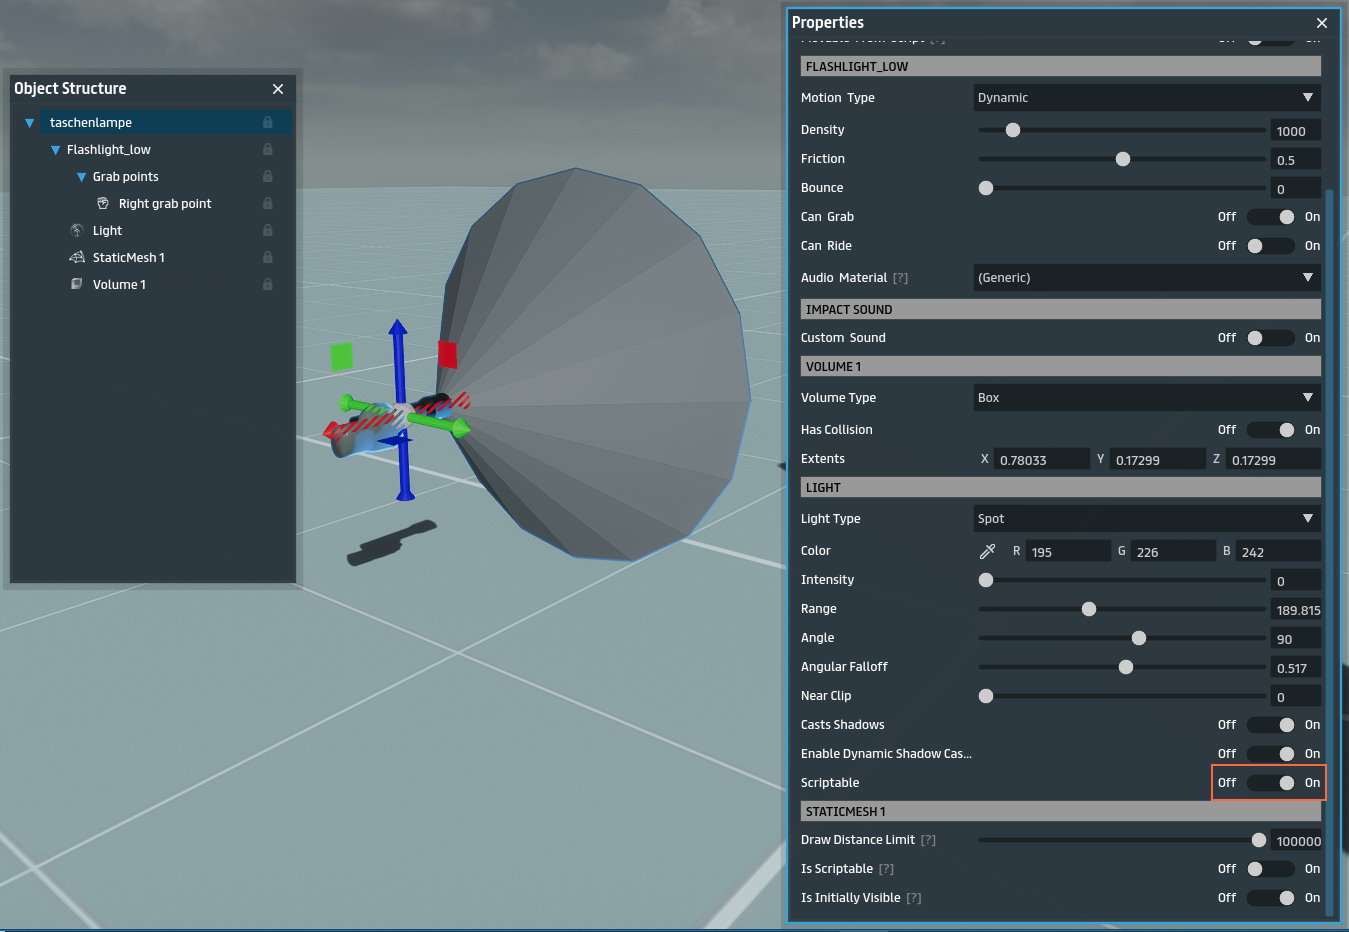 Object Structure
taschenlampe
Flashlight_low
Grab points
Right grab point
Light
StaticMesh 1
Volume 1
Properties
FLASHLIGHT_LOW
Motion Type Dynamic
Density 1000
Friction 0.5
Bounce 0
Can Grab Off On
Can Ride Off On
Audio Material [?] (Generic)
IMPACT SOUND
Custom Sound Off On
VOLUME 1
Volume Type Box
Has Collision Off On
Extents X 0.78033 Y 0.17299 Z 0.17299
LIGHT
Light Type Spot
Color R 195 G 226 B 242
Intensity 0
Range 189.815
Angle 90
Angular Falloff 0.517
Near Clip 0
Casts Shadows Off On
Enable Dynamic Shadow Cas... Off On
Scriptable Off On
STATICMESH 1
Draw Distance Limit [?] 100000
Is Scriptable [?] Off On
Is Initially Visible [?] Off On